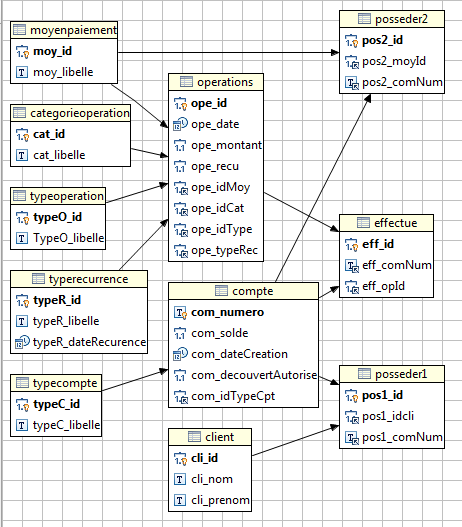 moyenpaiement
moy_id
moy_libelle
categorieoperation
cat_id
cat_libelle
typeoperation
typeO_id
TypeO_libelle
typerecurrence
typeR_id
typeR_libelle
typeR_dateRecurence
typecompte
typeC_id
typeC_libelle
operations
ope_id
ope_date
ope_montant
ope_recu
ope_idMoy
ope_idCat
ope_idType
ope_typeRec
compte
com_numero
com_solde
com_dateCreation
com_decouvertAutorise
com_idTypeCpt
client
cli_id
cli_nom
cli_prenom
posseder2
pos2_id
pos2_moyId
pos2_comNum
effectue
eff_id
eff_comNum
eff_opId
posseder1
pos1_id
pos1_idcli
pos1_comNum